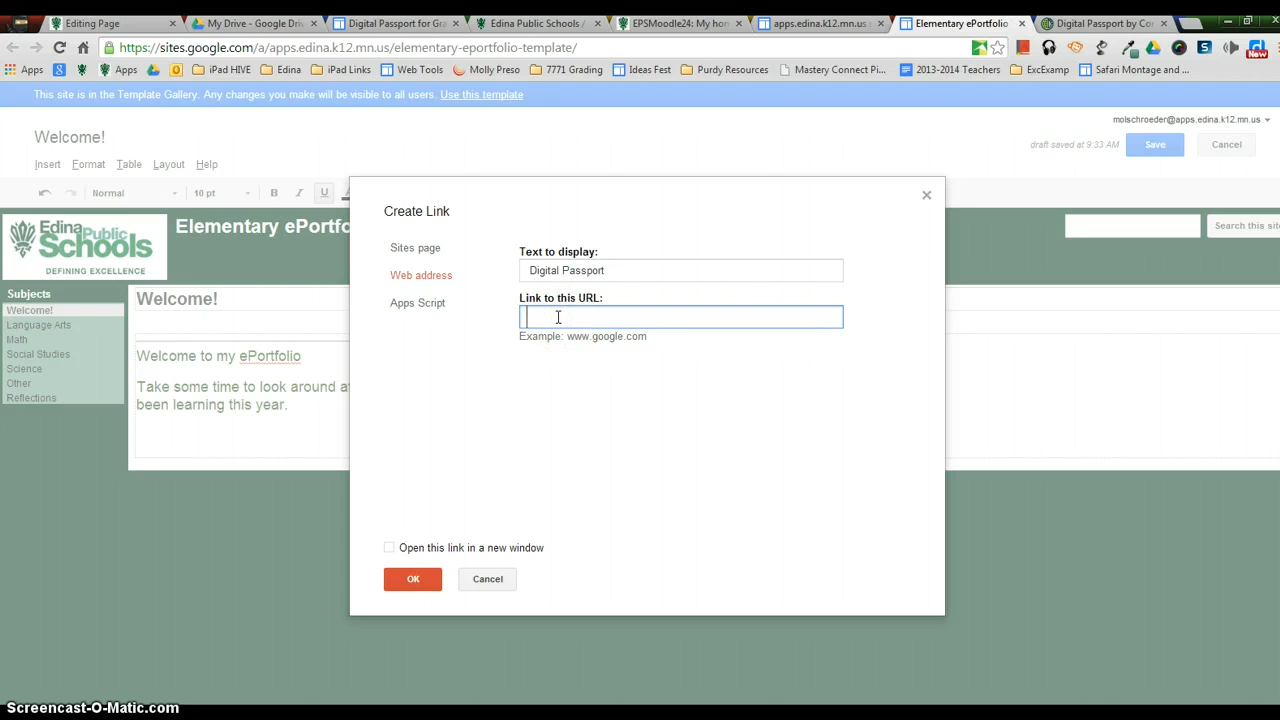 Editing Page
My Drive - Google Driv
Digital Passport for Gra
Edina Public Schools /
EPSMoodle24: My hon
apps.edina.k12.mn.us s
Elementary ePortfolio
Digital Passport by Co
https://sites.google.com/a/apps.edina.k12.mn.us/elementary-eportfolio-template/
New
Apps
Apps
iPad HIVE
Edina
iPad Links
Web Tools
Molly Preso
7771 Grading
Ideas Fest
Purdy Resources
Mastery Connect Pi...
2013-2014 Teachers
ExcExamp
Safari Montage and ...
This site is in the Template Gallery. Any changes you make will be visible to all users. Use this template
molschroeder@apps.edina.k12.mn.us
Welcome!
draft saved at 9:33 AM
Save
Cancel
Insert Format Table Layout Help
Normal 10 pt B I U A
Edina Public Schools
DEFINING EXCELLENCE
Elementary ePortfo
Search this site
Subjects
Welcome!
Language Arts
Math
Social Studies
Science
Other
Reflections
Welcome!
Welcome to my ePortfolio
Take some time to look around at
been learning this year.
Create Link
Sites page
Web address
Apps Script
Text to display:
Digital Passport
Link to this URL:
Example: www.google.com
Open this link in a new window
OK
Cancel
Screencast-O-Matic.com